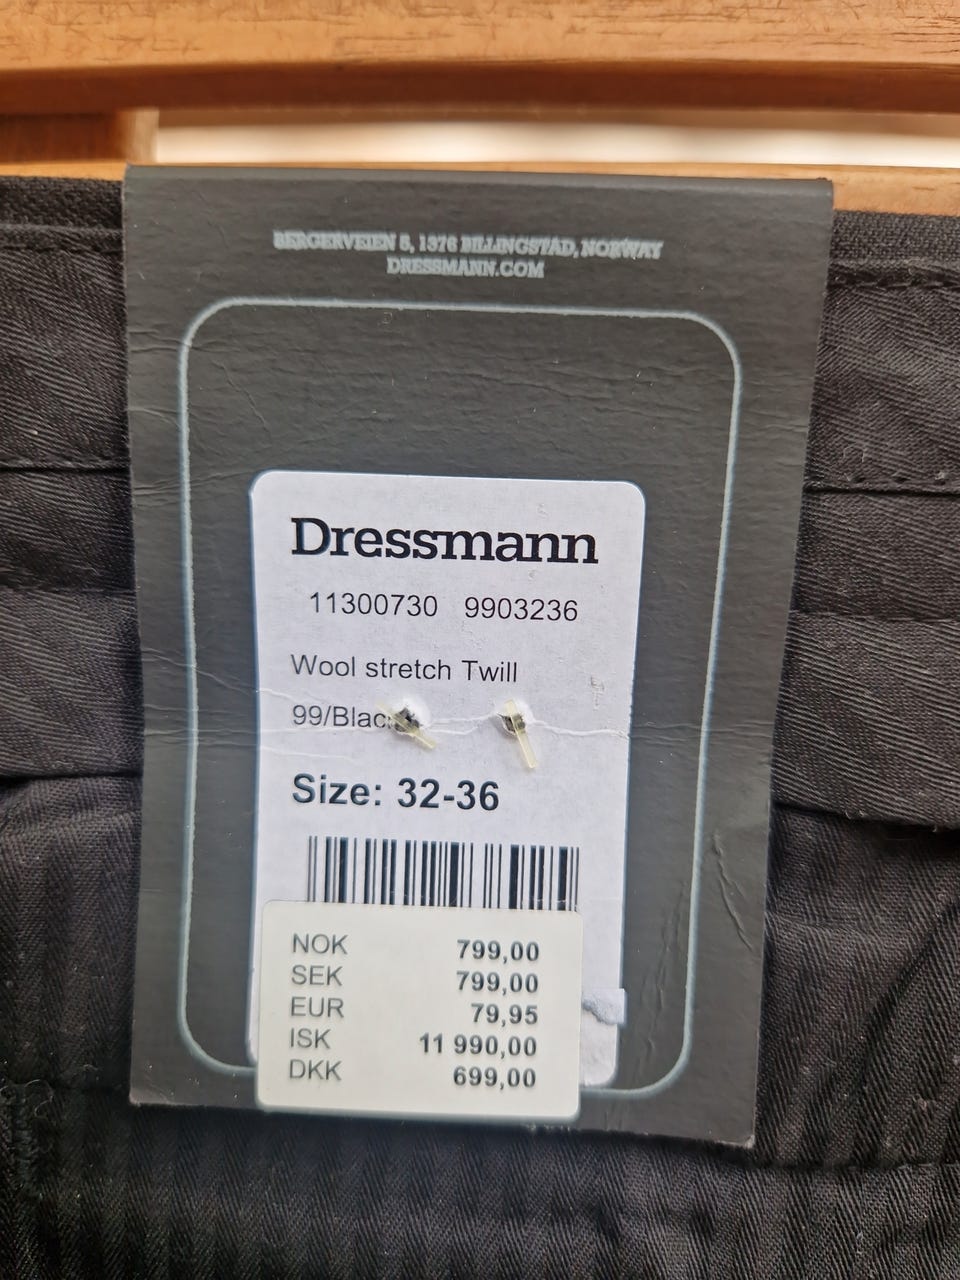 BERGERVEIEN 5, 1376 BILLINGSTAD, NORWAY
DRESSMANN.COM
Dressmann
11300730 9903236
Wool stretch Twill
99/Black
Size: 32-36
NOK 799,00
SEK 799,00
EUR 79,95
ISK 11 990,00
DKK 699,00